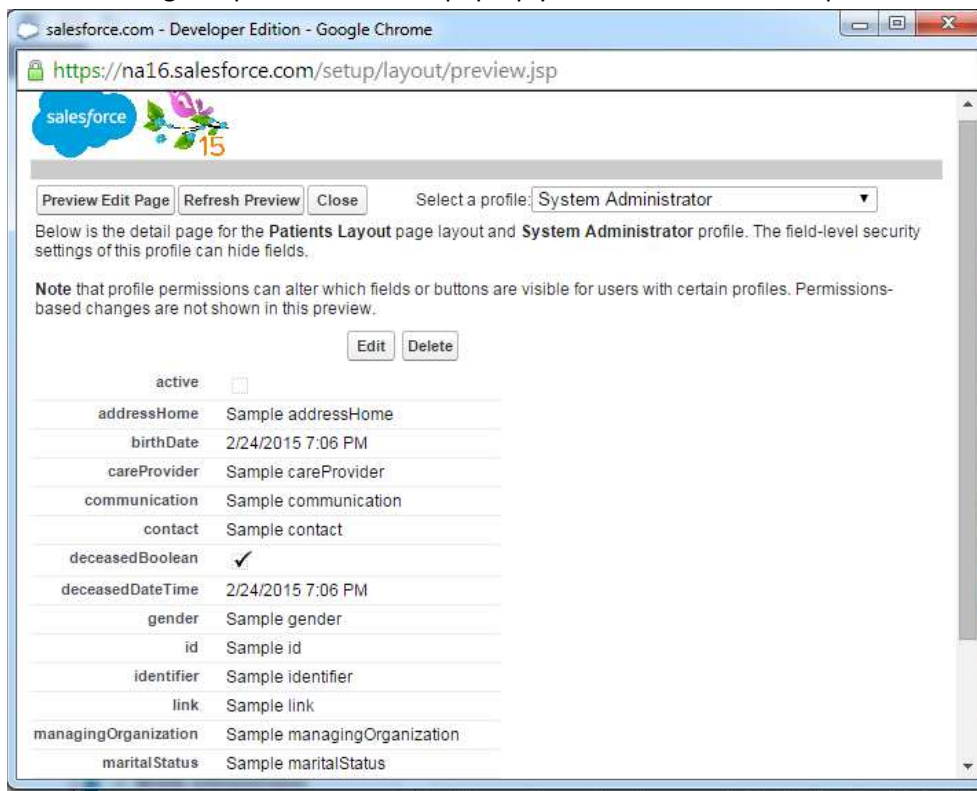 salesforce.com - Developer Edition - Google Chrome
https://na16.salesforce.com/setup/layout/preview.jsp
salesforce
15
Preview Edit Page Refresh Preview Close Select a profile: System Administrator
Below is the detail page for the Patients Layout page layout and System Administrator profile. The field-level security
settings of this profile can hide fields.
Note that profile permissions can alter which fields or buttons are visible for users with certain profiles. Permissions-
based changes are not shown in this preview.
Edit Delete
active
addressHome Sample addressHome
birthDate 2/24/2015 7:06 PM
careProvider Sample careProvider
communication Sample communication
contact Sample contact
deceasedBoolean
deceasedDateTime 2/24/2015 7:06 PM
gender Sample gender
id Sample id
identifier Sample identifier
link Sample link
managingOrganization Sample managingOrganization
maritalStatus Sample maritalStatus